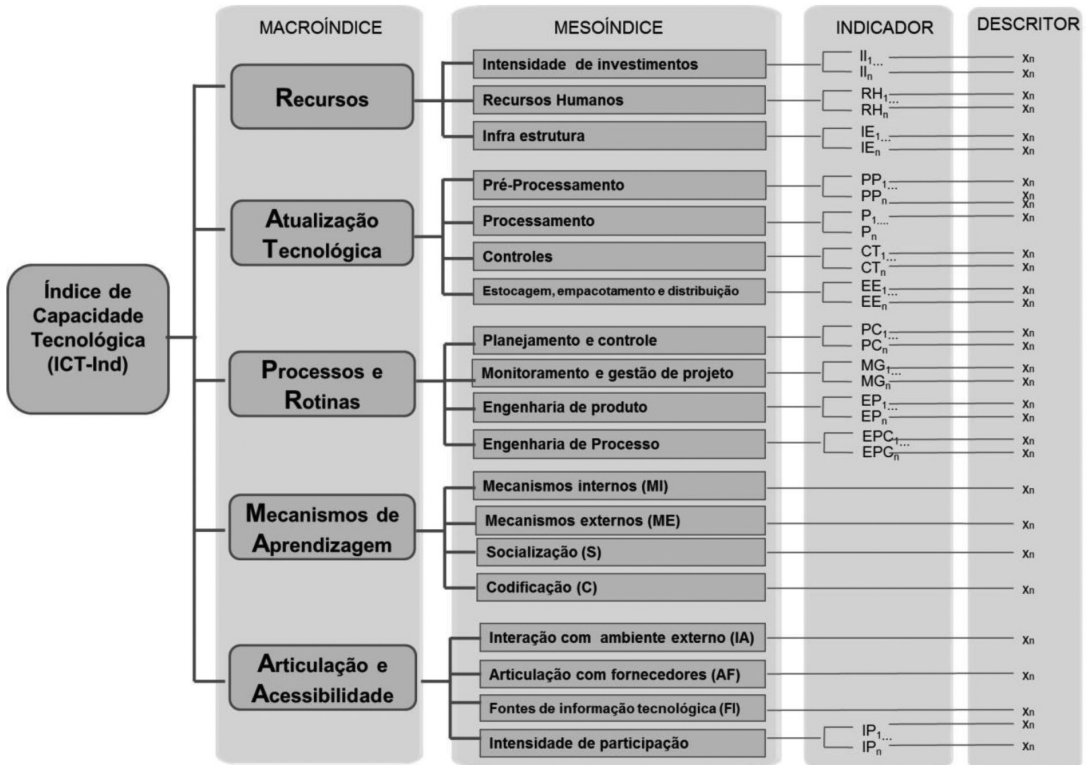 MACROÍNDICE
MESOÍNDICE
INDICADOR
DESCRITOR
Índice de
Capacidade
Tecnológica
(ICT-Ind)
Recursos
Intensidade de investimentos
II1...
Xn
IIn
Xn
Recursos Humanos
RH1...
Xn
RHn
Xn
Infra estrutura
IE1...
Xn
IEn
Xn
Atualização
Tecnológica
Pré-Processamento
PP1...
Xn
PPn
Xn
Xn
Processamento
P1....
Xn
Pn
Controles
CT1...
Xn
CTn
Xn
Estocagem, empacotamento e distribuição
EE1...
Xn
EEn
Xn
Processos e
Rotinas
Planejamento e controle
PC1...
Xn
PCn
Xn
Monitoramento e gestão de projeto
MG1...
Xn
MGn
Xn
Engenharia de produto
EP1...
Xn
EPn
Xn
Engenharia de Processo
EPC1...
Xn
EPCn
Xn
Mecanismos de
Aprendizagem
Mecanismos internos (MI)
Xn
Mecanismos externos (ME)
Xn
Socialização (S)
Xn
Codificação (C)
Xn
Articulação e
Acessibilidade
Interação com ambiente externo (IA)
Xn
Articulação com fornecedores (AF)
Xn
Fontes de informação tecnológica (FI)
Xn
Intensidade de participação
IP1...
Xn
IPn
Xn